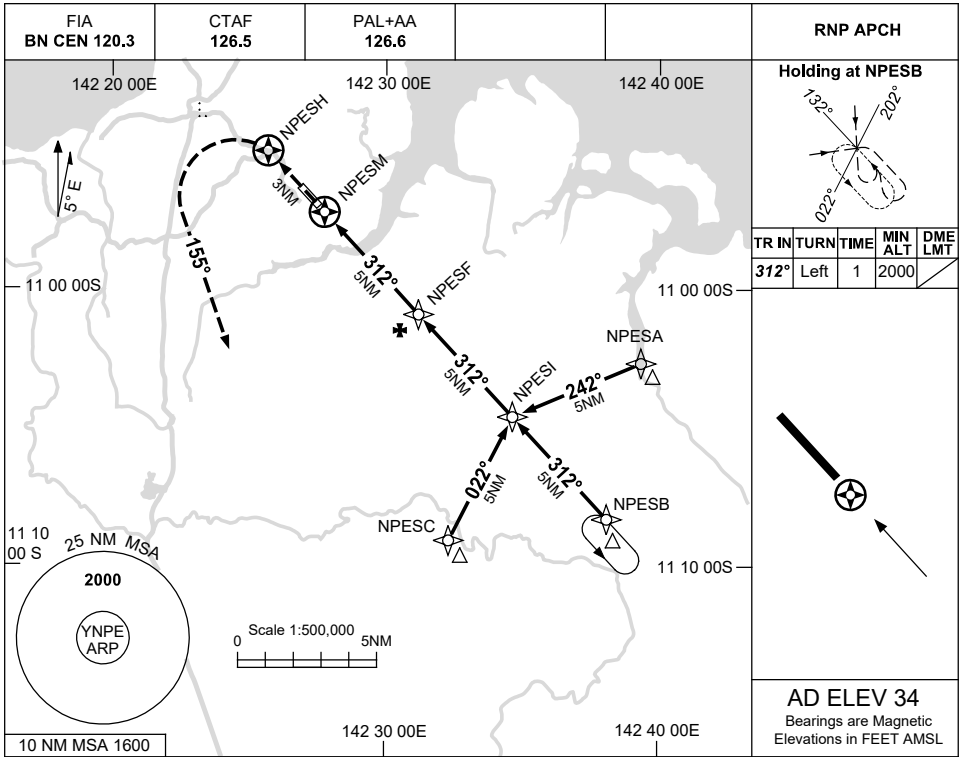 FIA
BN CEN 120.3
CTAF
126.5
PAL+AA
126.6
RNP APCH
142 20 00E
142 30 00E
142 40 00E
NPESH
NPESM
3NM
5° E
155°
312°
5NM
NPESF
11 00 00S
11 00 00S
312°
5NM
NPESI
NPESA
242°
5NM
022°
5NM
312°
5NM
NPESC
NPESB
11 10
00 S
11 10 00S
25 NM MSA
2000
YNPE
ARP
10 NM MSA 1600
Scale 1:500,000
0 5NM
142 30 00E
142 40 00E
Holding at NPESB
132°
202°
022°
TR IN TURN TIME MIN ALT DME LMT
312° Left 1 2000
AD ELEV 34
Bearings are Magnetic
Elevations in FEET AMSL